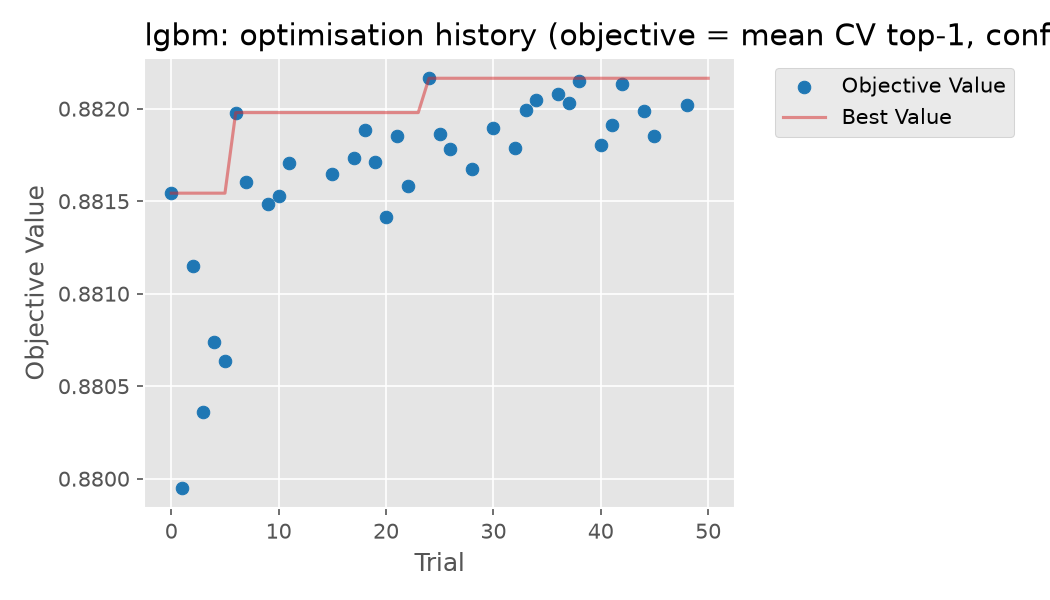 lgbm: optimisation history (objective = mean CV top-1, conf
Objective Value
Best Value
0.8820
0.8815
0.8810
0.8805
0.8800
Objective Value
0 10 20 30 40 50
Trial